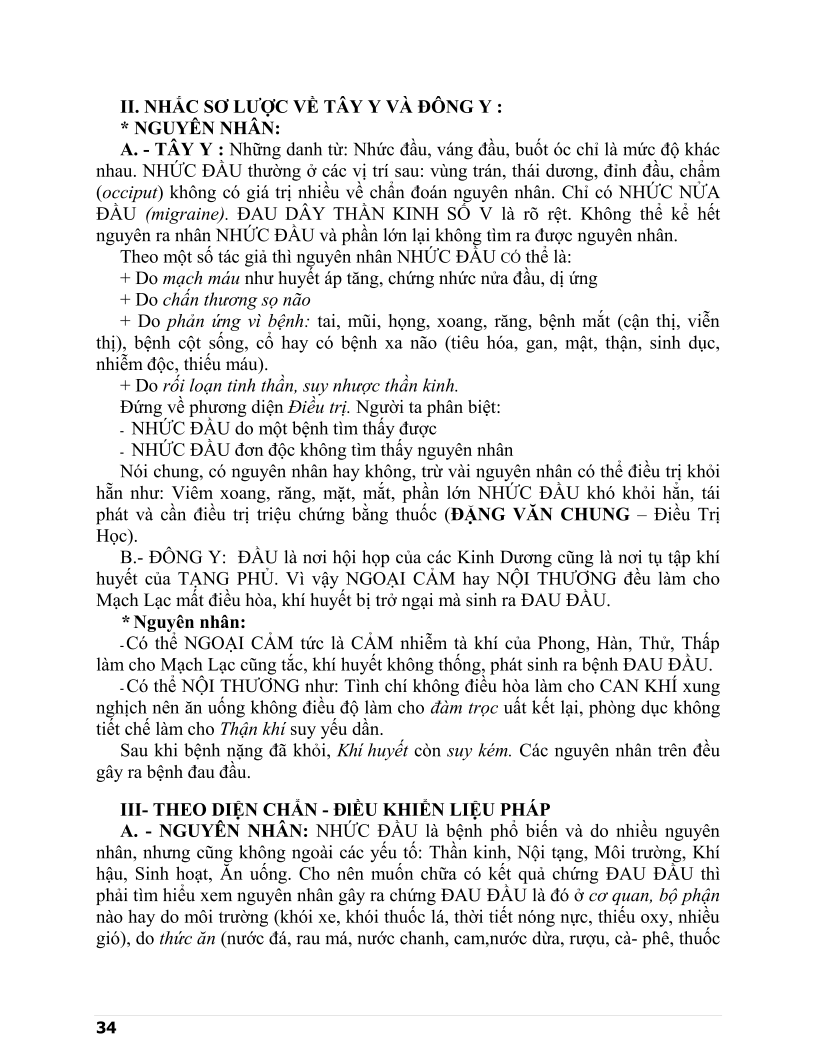 II. NHẮC SƠ LƯỢC VỀ TÂY Y VÀ ĐÔNG Y :
* NGUYÊN NHÂN:
A. - TÂY Y : Những danh từ: Nhức đầu, váng đầu, buốt óc chỉ là mức độ khác
nhau. NHỨC ĐẦU thường ở các vị trí sau: vùng trán, thái dương, đỉnh đầu, chẩm
(occiput) không có giá trị nhiều về chẩn đoán nguyên nhân. Chỉ có NHỨC NỬA
ĐẦU (migraine). ĐAU DÂY THẦN KINH SỐ V là rõ rệt. Không thể kể hết
nguyên ra nhân NHỨC ĐẦU và phần lớn lại không tìm ra được nguyên nhân.
Theo một số tác giả thì nguyên nhân NHỨC ĐẦU CÓ thể là:
+ Do mạch máu như huyết áp tăng, chứng nhức nửa đầu, dị ứng
+ Do chấn thương sọ não
+ Do phản ứng vì bệnh: tai, mũi, họng, xoang, răng, bệnh mắt (cận thị, viễn
thị), bệnh cột sống, cổ hay có bệnh xa não (tiêu hóa, gan, mật, thận, sinh dục,
nhiễm độc, thiếu máu).
+ Do rối loạn tinh thần, suy nhược thần kinh.
Đứng về phương diện Điều trị. Người ta phân biệt:
- NHỨC ĐẦU do một bệnh tìm thấy được
- NHỨC ĐẦU đơn độc không tìm thấy nguyên nhân
Nói chung, có nguyên nhân hay không, trừ vài nguyên nhân có thể điều trị khỏi
hẵn như: Viêm xoang, răng, mặt, mắt, phần lớn NHỨC ĐẦU khó khỏi hẳn, tái
phát và cần điều trị triệu chứng bằng thuốc (ĐẶNG VĂN CHUNG – Điều Trị
Học).
B.- ĐÔNG Y: ĐẦU là nơi hội họp của các Kinh Dương cũng là nơi tụ tập khí
huyết của TẠNG PHỦ. Vì vậy NGOẠI CẢM hay NỘI THƯƠNG đều làm cho
Mạch Lạc mất điều hòa, khí huyết bị trở ngại mà sinh ra ĐAU ĐẦU.
* Nguyên nhân:
- Có thể NGOẠI CẢM tức là CẢM nhiễm tà khí của Phong, Hàn, Thử, Thấp
làm cho Mạch Lạc cũng tắc, khí huyết không thống, phát sinh ra bệnh ĐAU ĐẦU.
- Có thể NỘI THƯƠNG như: Tình chí không điều hòa làm cho CAN KHÍ xung
nghịch nên ăn uống không điều độ làm cho đàm trọc uất kết lại, phòng dục không
tiết chế làm cho Thận khí suy yếu dần.
Sau khi bệnh nặng đã khỏi, Khí huyết còn suy kém. Các nguyên nhân trên đều
gây ra bệnh đau đầu.
III- THEO DIỆN CHẨN - ĐIỀU KHIỂN LIỆU PHÁP
A. - NGUYÊN NHÂN: NHỨC ĐẦU là bệnh phổ biến và do nhiều nguyên
nhân, nhưng cũng không ngoài các yếu tố: Thần kinh, Nội tạng, Môi trường, Khí
hậu, Sinh hoạt, Ăn uống. Cho nên muốn chữa có kết quả chứng ĐAU ĐẦU thì
phải tìm hiểu xem nguyên nhân gây ra chứng ĐAU ĐẦU là đó ở cơ quan, bộ phận
nào hay do môi trường (khói xe, khói thuốc lá, thời tiết nóng nực, thiếu oxy, nhiều
gió), do thức ăn (nước đá, rau má, nước chanh, cam,nước dừa, rượu, cà- phê, thuốc
34